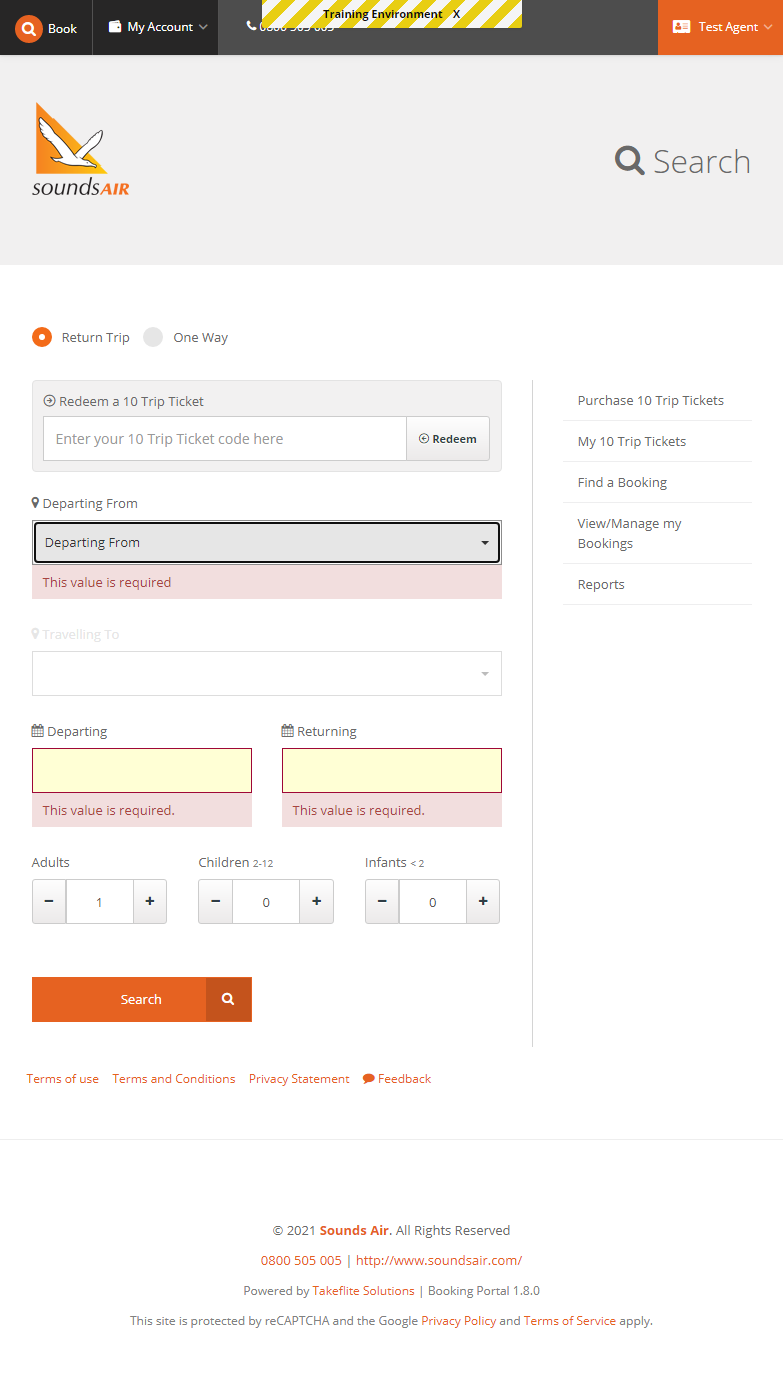 Book
My Account
0800 505 005
Training Environment X
Test Agent
soundsAIR
Search
Return Trip
One Way
Redeem a 10 Trip Ticket
Enter your 10 Trip Ticket code here
Redeem
Departing From
Departing From
This value is required
Travelling To
Departing
Returning
This value is required.
This value is required.
Adults
Children 2-12
Infants < 2
− 1 +
− 0 +
− 0 +
Search
Purchase 10 Trip Tickets
My 10 Trip Tickets
Find a Booking
View/Manage my
Bookings
Reports
Terms of use
Terms and Conditions
Privacy Statement
Feedback
© 2021 Sounds Air. All Rights Reserved
0800 505 005 | http://www.soundsair.com/
Powered by Takeflite Solutions | Booking Portal 1.8.0
This site is protected by reCAPTCHA and the Google Privacy Policy and Terms of Service apply.